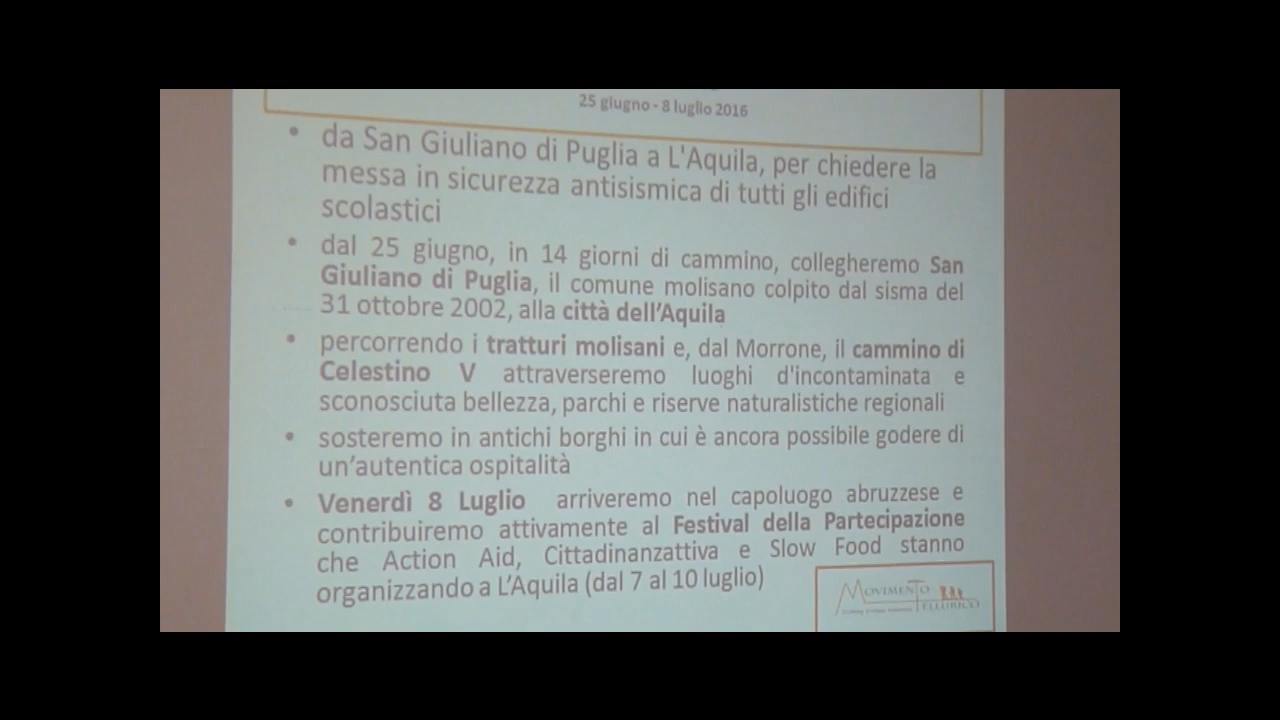 25 giugno - 8 luglio 2016
• da San Giuliano di Puglia a L'Aquila, per chiedere la
messa in sicurezza antisismica di tutti gli edifici
scolastici
• dal 25 giugno, in 14 giorni di cammino, collegheremo San
Giuliano di Puglia, il comune molisano colpito dal sisma del
31 ottobre 2002, alla città dell'Aquila
• percorrendo i tratturi molisani e, dal Morrone, il cammino di
Celestino V attraverseremo luoghi d'incontaminata e
sconosciuta bellezza, parchi e riserve naturalistiche regionali
• sosteremo in antichi borghi in cui è ancora possibile godere di
un'autentica ospitalità
• Venerdì 8 Luglio arriveremo nel capoluogo abruzzese e
contribuiremo attivamente al Festival della Partecipazione
che Action Aid, Cittadinanzattiva e Slow Food stanno
organizzando a L'Aquila (dal 7 al 10 luglio)
MOVIMENTO
TELLURICO